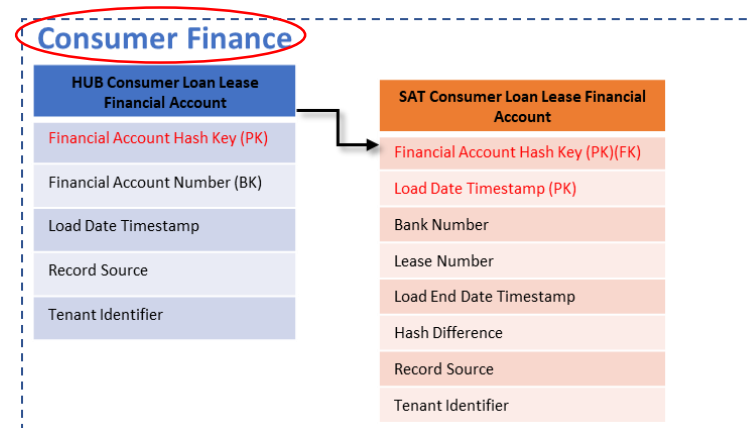 Consumer Finance
HUB Consumer Loan Lease
Financial Account
Financial Account Hash Key (PK)
Financial Account Number (BK)
Load Date Timestamp
Record Source
Tenant Identifier
SAT Consumer Loan Lease Financial
Account
Financial Account Hash Key (PK)(FK)
Load Date Timestamp (PK)
Bank Number
Lease Number
Load End Date Timestamp
Hash Difference
Record Source
Tenant Identifier